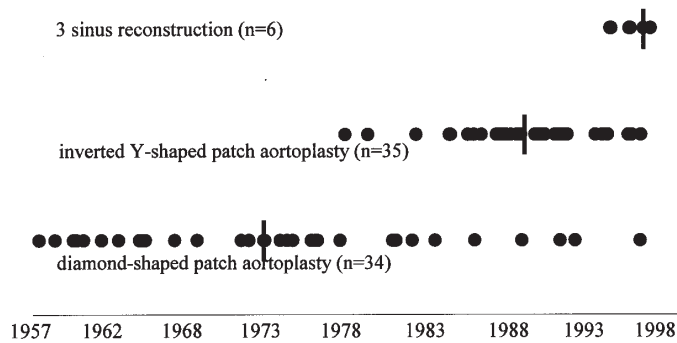 3 sinus reconstruction (n=6)
inverted Y-shaped patch aortoplasty (n=35)
diamond-shaped patch aortoplasty (n=34)
1957 1962 1968 1973 1978 1983 1988 1993 1998